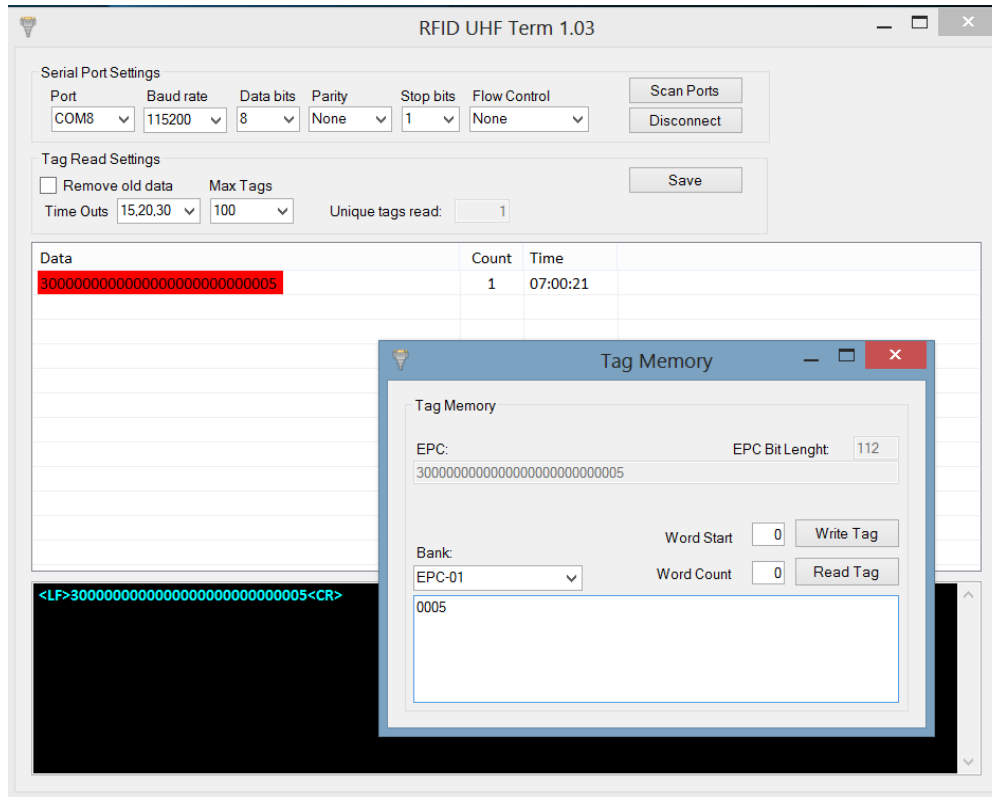 RFID UHF Term 1.03
Serial Port Settings
Port Baud rate Data bits Parity Stop bits Flow Control Scan Ports
COM8 115200 8 None 1 None Disconnect
Tag Read Settings
Remove old data Max Tags Save
Time Outs 15,20,30 100 Unique tags read: 1
Data Count Time
3000000000000000000000000005 1 07:00:21
Tag Memory
Tag Memory
EPC: EPC Bit Lenght: 112
3000000000000000000000000005
Word Start 0 Write Tag
Bank:
EPC-01 Word Count 0 Read Tag
0005
<LF>3000000000000000000000000005<CR>